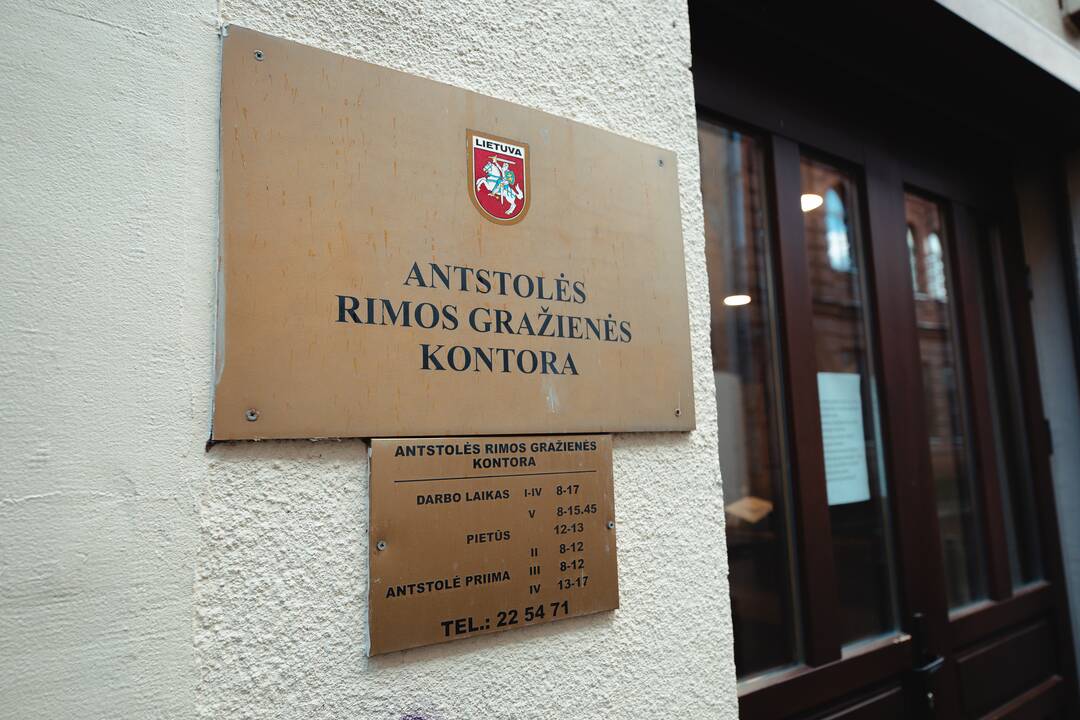 LIETUVA
ANTSTOLĖS
RIMOS GRAŽIENĖS
KONTORA
ANTSTOLĖS RIMOS GRAŽIENĖS
KONTORA
DARBO LAIKAS I-IV 8-17
V 8-15.45
PIETŪS 12-13
II 8-12
ANTSTOLĖ PRIIMA III 8-12
IV 13-17
TEL.: 22 54 71